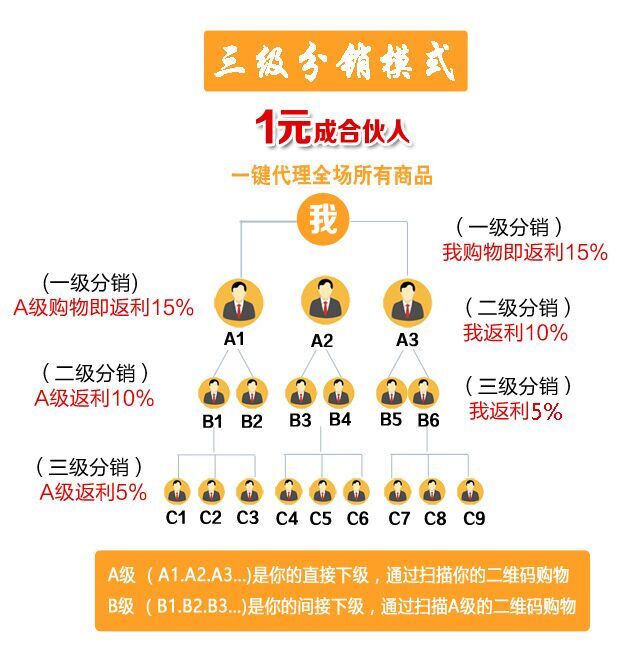 三级分销模式
1元成合伙人
一键代理全场所有商品
我
（一级分销）
我购物即返利15%
(一级分销)
A级购物即返利15%
A1
A2
A3
（二级分销）
我返利10%
（二级分销）
A级返利10%
（三级分销）
我返利5%
B1
B2
B3
B4
B5
B6
（三级分销）
A级返利5%
C1
C2
C3
C4
C5
C6
C7
C8
C9
A级（A1.A2.A3...)是你的直接下级，通过扫描你的二维码购物
B级（B1.B2.B3...)是你的间接下级，通过扫描A级的二维码购物